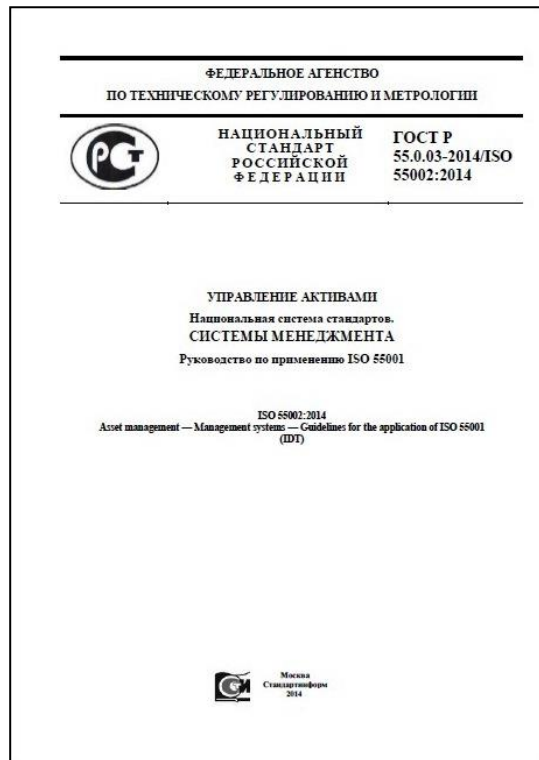 ФЕДЕРАЛЬНОЕ АГЕНСТВО
ПО ТЕХНИЧЕСКОМУ РЕГУЛИРОВАНИЮ И МЕТРОЛОГИИ
РСТ
НАЦИОНАЛЬНЫЙ
СТАНДАРТ
РОССИЙСКОЙ
ФЕДЕРАЦИИ
ГОСТ Р
55.0.03-2014/ISO
55002:2014
УПРАВЛЕНИЕ АКТИВАМИ
Национальная система стандартов.
СИСТЕМЫ МЕНЕДЖМЕНТА
Руководство по применению ISO 55001
ISO 55002:2014
Asset management — Management systems — Guidelines for the application of ISO 55001
(IDT)
Москва
Стандартинформ
2014